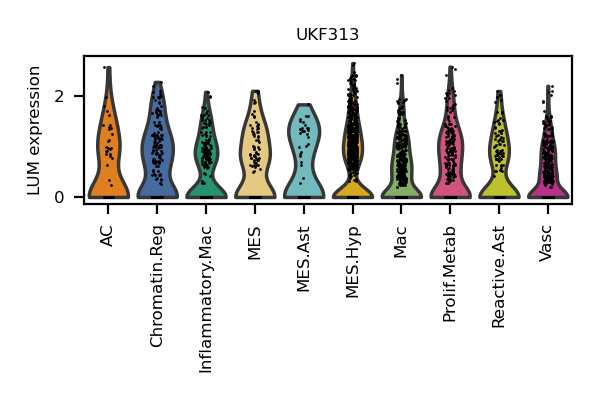 UKF313
LUM expression
2
0
AC
Chromatin.Reg
Inflammatory.Mac
MES
MES.Ast
MES.Hyp
Mac
Prolif.Metab
Reactive.Ast
Vasc